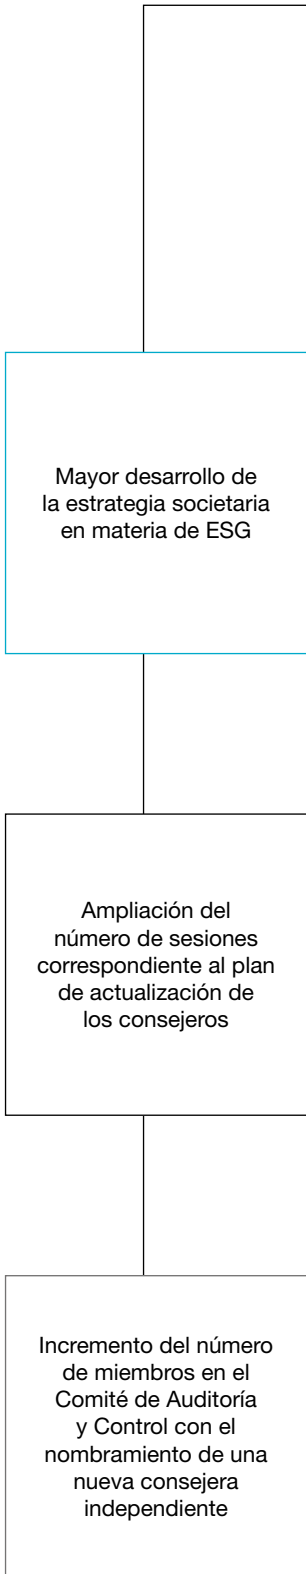 Mayor desarrollo de
la estrategia societaria
en materia de ESG
Ampliación del
número de sesiones
correspondiente al plan
de actualización de
los consejeros
Incremento del número
de miembros en el
Comité de Auditoría
y Control con el
nombramiento de una
nueva consejera
independiente